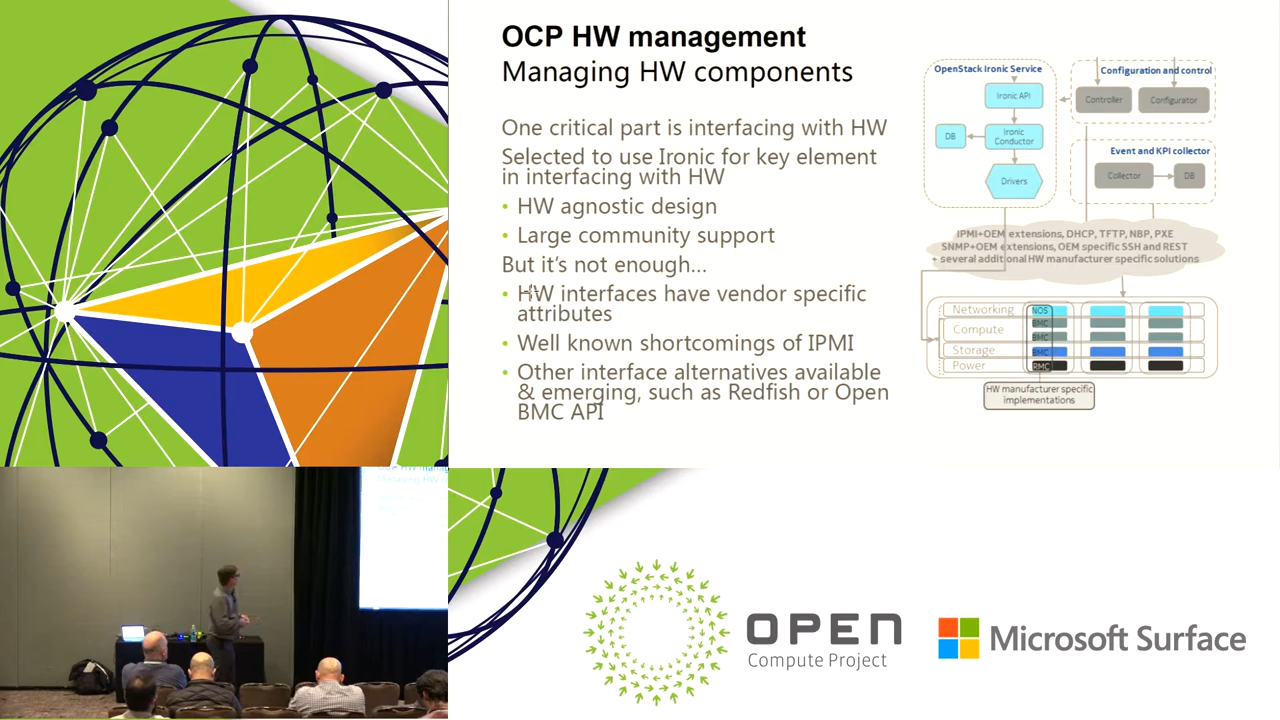 OCP HW management
Managing HW components
One critical part is interfacing with HW
Selected to use Ironic for key element
in interfacing with HW
• HW agnostic design
• Large community support
But it's not enough...
• HW interfaces have vendor specific
attributes
• Well known shortcomings of IPMI
• Other interface alternatives available
& emerging, such as Redfish or Open
BMC API
OpenStack Ironic Service
Ironic API
DB
Ironic
Conductor
Drivers
Configuration and control
Controller
Configurator
Event and KPI collector
Collector
DB
IPMI+OEM extensions, DHCP, TFTP, NBP, PXE
SNMP+OEM extensions, OEM specific SSH and REST
+ several additional HW manufacturer specific solutions
Networking
NOS
Compute
BMC
BMC
Storage
BMC
Power
RMC
HW manufacturer specific
implementations
OPEN
Compute Project
Microsoft Surface